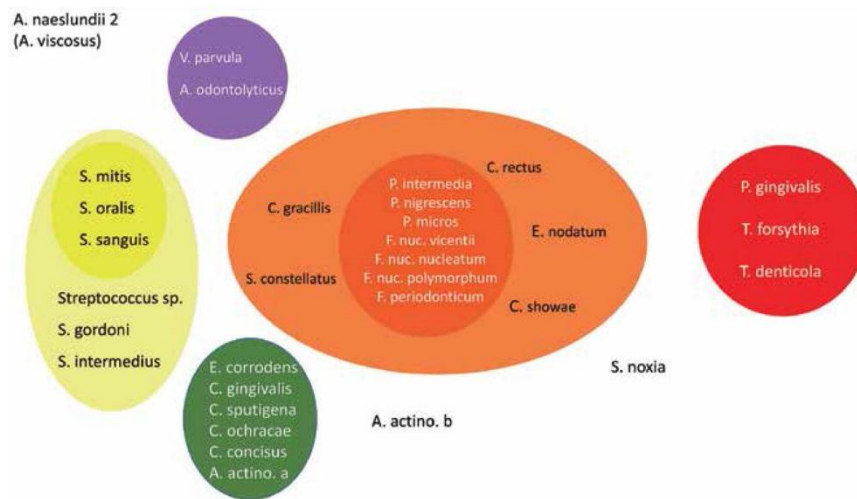 A. naeslundii 2
(A. viscosus)
V. parvula
A. odontolyticus
S. mitis
S. oralis
S. sanguis
Streptococcus sp.
S. gordoni
S. intermedius
E. corrodens
C. gingivalis
C. sputigena
C. ochracae
C. concisus
A. actino. a
C. gracillis
S. constellatus
P. intermedia
P. nigrescens
P. micros
F. nuc. vicentii
F. nuc. nucleatum
F. nuc. polymorphum
F. periodonticum
C. rectus
E. nodatum
C. showae
S. noxia
A. actino. b
P. gingivalis
T. forsythia
T. denticola